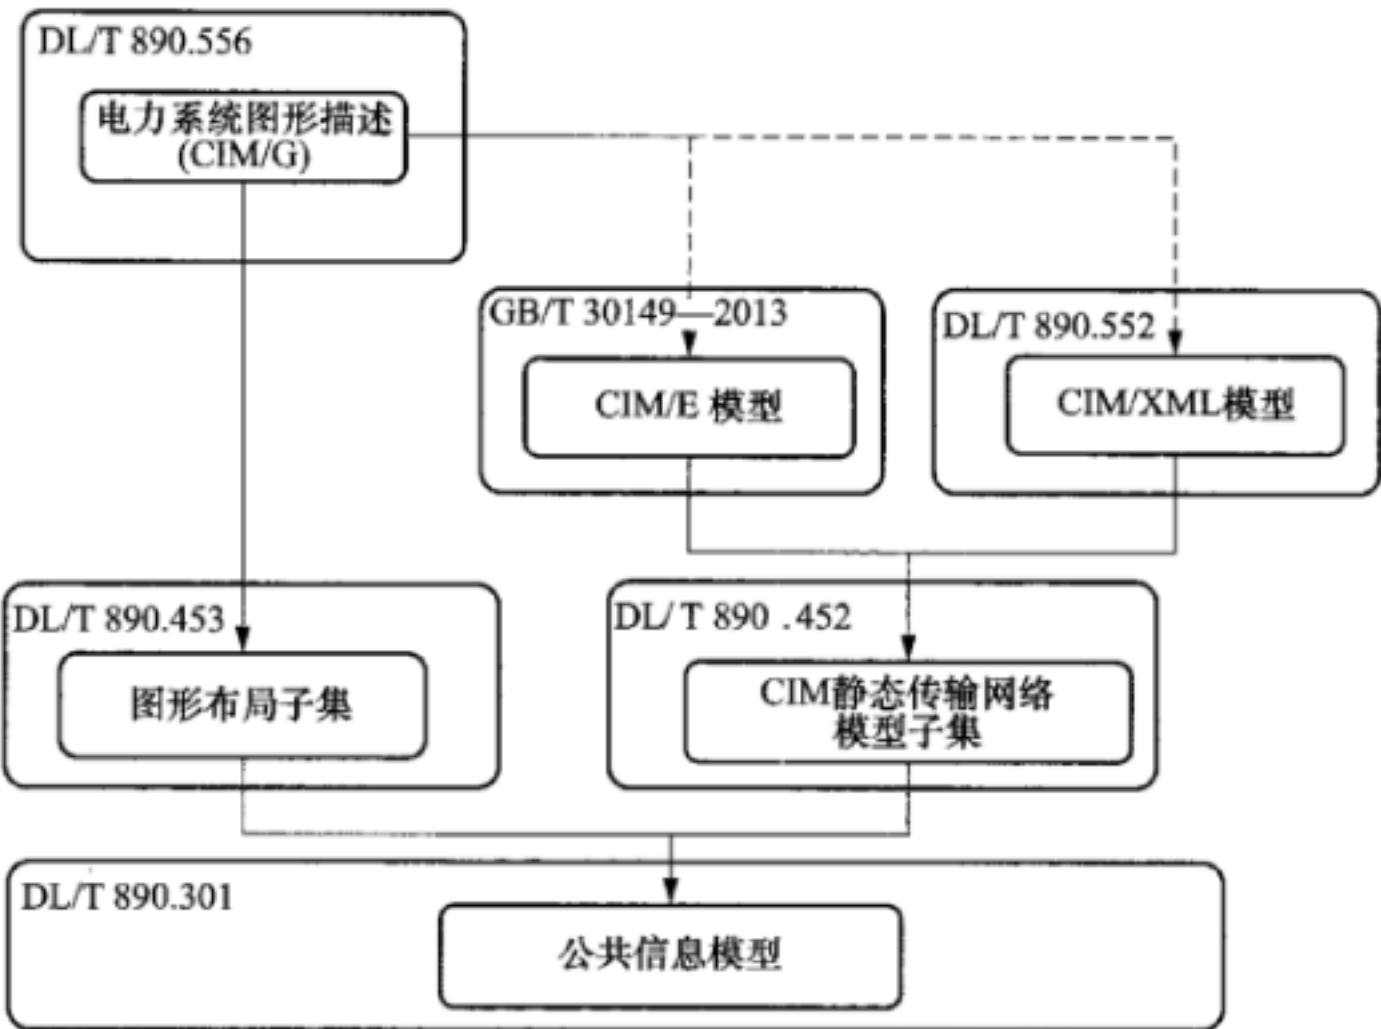 DL/T 890.556
电力系统图形描述
(CIM/G)
GB/T 30149—2013
CIM/E 模型
DL/T 890.552
CIM/XML模型
DL/T 890.453
图形布局子集
DL/ T 890 .452
CIM静态传输网络
模型子集
DL/T 890.301
公共信息模型